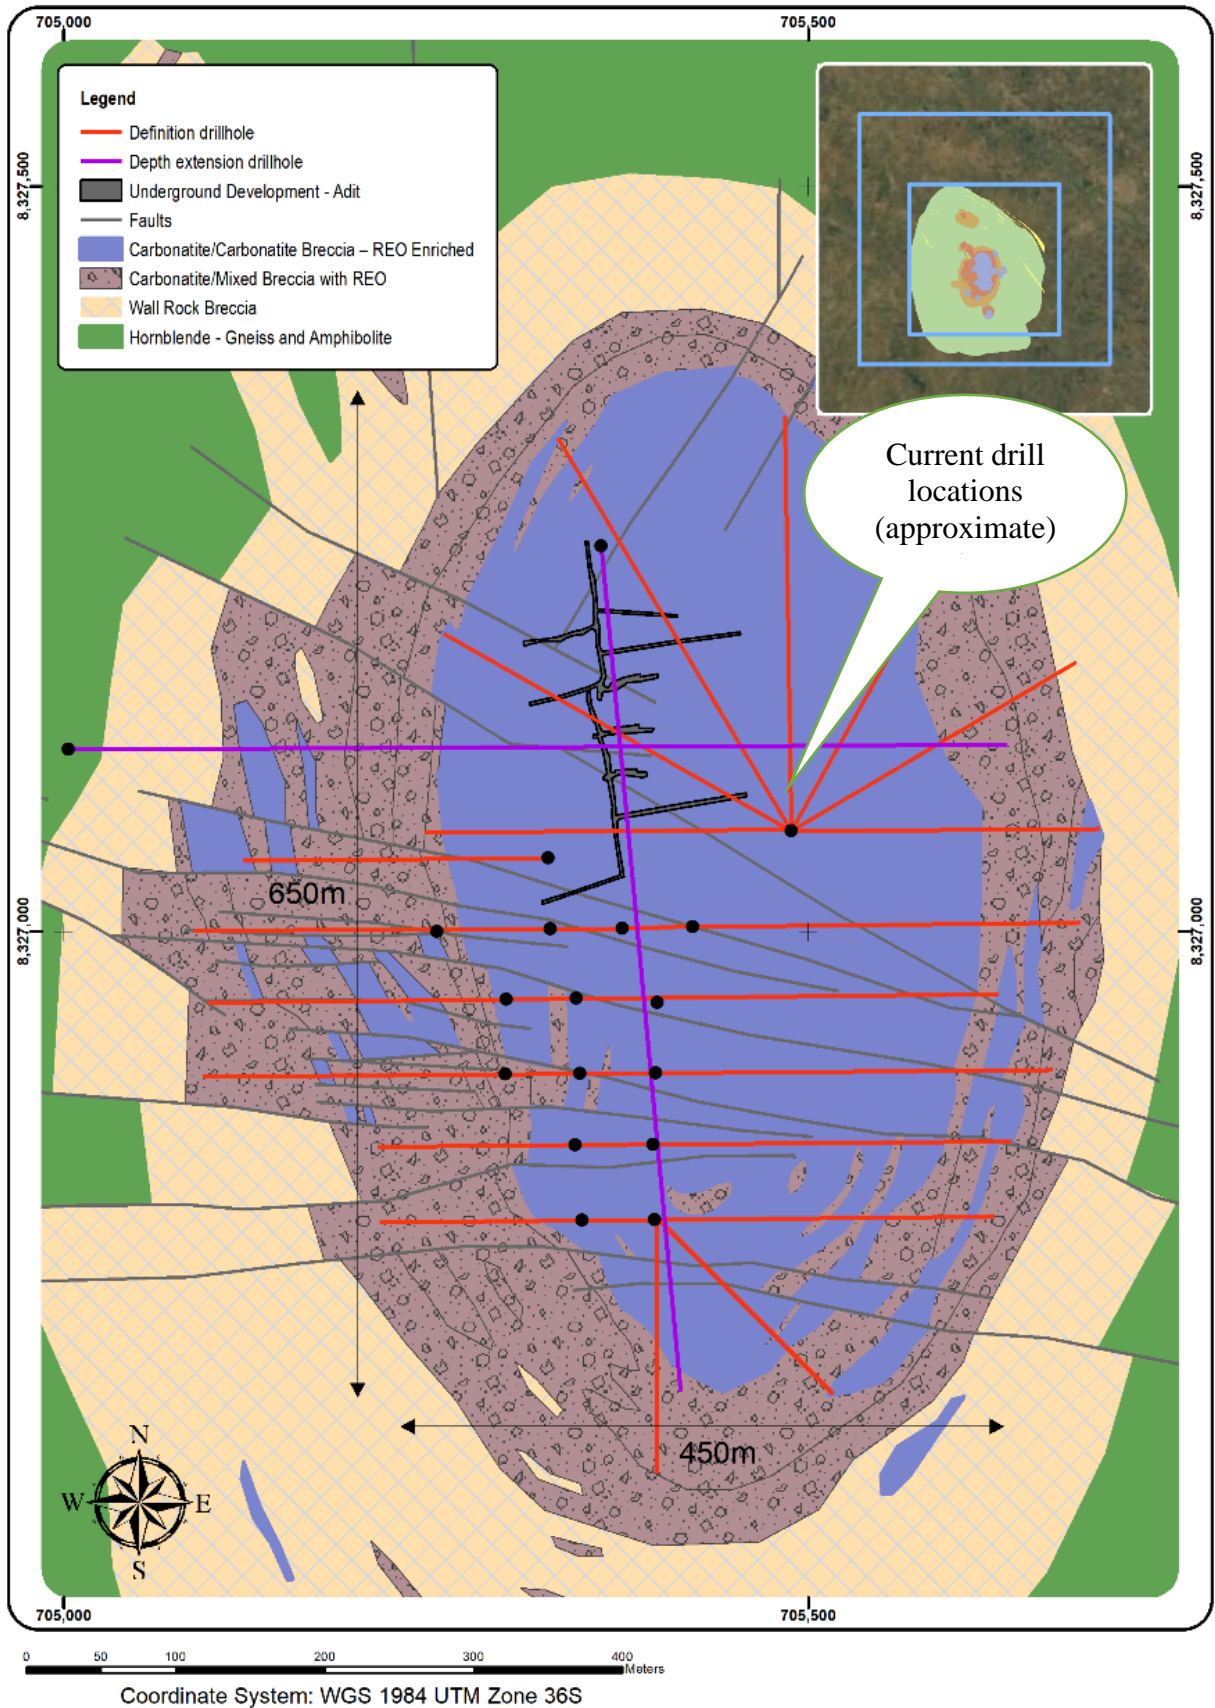 705,000
705,500
8,327,500
8,327,500
Legend
Definition drillhole
Depth extension drillhole
Underground Development - Adit
Faults
Carbonatite/Carbonatite Breccia – REO Enriched
Carbonatite/Mixed Breccia with REO
Wall Rock Breccia
Hornblende - Gneiss and Amphibolite
Current drill
locations
(approximate)
650m
8,327,000
8,327,000
450m
N
W
E
S
705,000
705,500
0
50
100
200
300
400
Meters
Coordinate System: WGS 1984 UTM Zone 36S